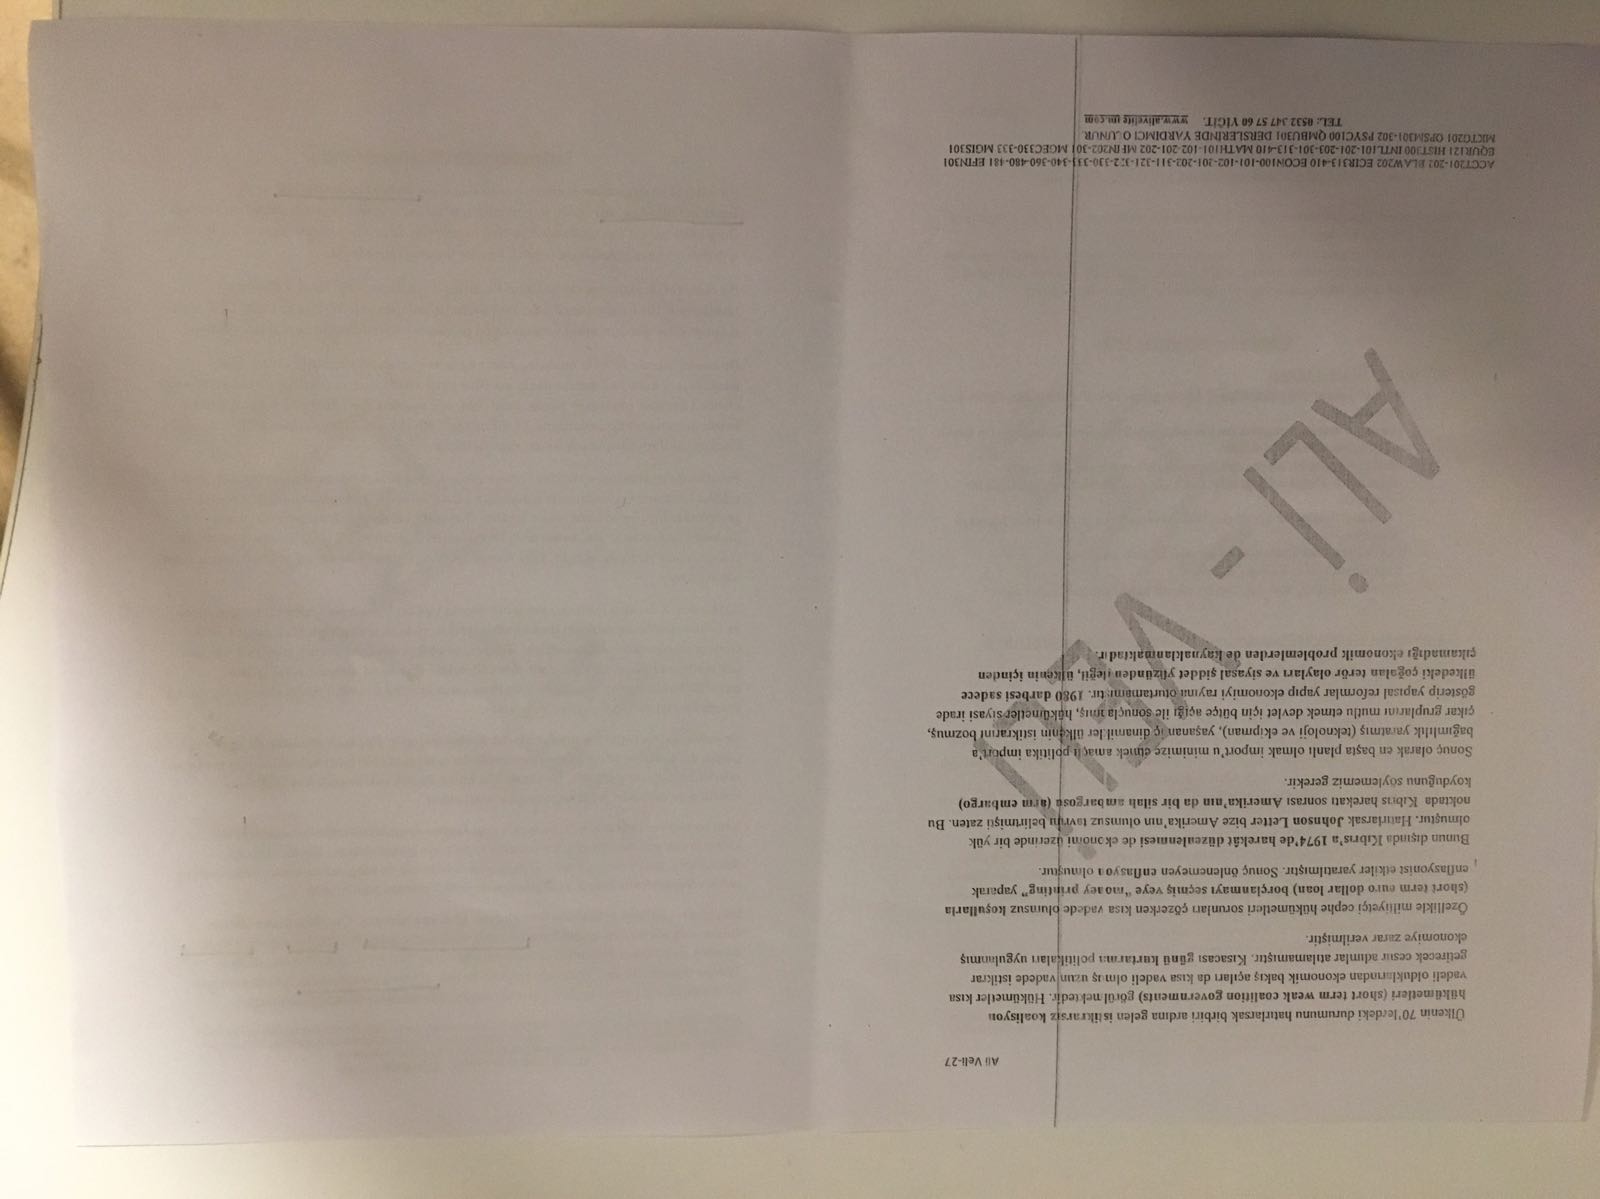 Ali Veli-27
Ülkenin 70'lerdeki durumunu hatırlarsak birbiri ardına gelen istikrarsız koalisyon
hükümetleri (short term weak coalition governments) görülmektedir. Hükümetler kısa
vadeli olduklarından ekonomik bakış açıları da kısa vadeli olmuş uzun vadede istikrar
getirecek cesur adımlar atılamamıştır. Kısacası günü kurtarma politikaları uygulanmış
ekonomiye zarar verilmiştir.
Özellikle milliyetçi cephe hükümetleri sorunları çözerken kısa vadede olumsuz koşullarla
(short term euro dollar loan) borçlanmayı seçmiş veye "money printing" yaparak
enflasyonist etkiler yaratılmıştır. Sonuç önlenemeyen enflasyon olmuştur.
Bunun dışında Kıbrıs'a 1974'de harekât düzenlenmesi de ekonomi üzerinde bir yük
olmuştur. Hatırlarsak Johnson Letter bize Amerika'nın olumsuz tavrını belirtmişti zaten. Bu
noktada Kıbrıs harekatı sonrası Amerika'nın da bir silah ambargosu (arm embargo)
koyduğunu söylememiz gerekir.
Sonuç olarak en başta planlı olmak import'u minimize etmek amaçlı politika import'a
bağımlılık yaratmış (teknoloji ve ekipman), yaşanan iç dinamikler ülkenin istikrarını bozmuş,
çıkar gruplarını mutlu etmek devlet için bütçe açığı ile sonuçlanmış, hükümetler siyasi irade
gösterip yapısal reformlar yapıp ekonomiyi rayına oturtamamıştır. 1980 darbesi sadece
ülkedeki çoğalan terör olayları ve siyasal şiddet yüzünden değil, ülkenin içinden
çıkamadığı ekonomik problemlerden de kaynaklanmaktadır.
ALİ - VELİ
ACCT201-202 BLAW202 ECIR313-410 ECON100-101-102-201-202-311-321-322-330-333-340-360-480-481 EFIN301
EQUR121 HIST300 INTL101-201-203-301-313-410 MATH101-102-201-202 MFIN202-301 MGEC330-333 MGIS301
MKTG201 OPSM301-302 PSYC100 QMBU301 DERSLERİNDE YARDIMCI OLUNUR.
TEL: 0532 347 57 60 YİĞİT.